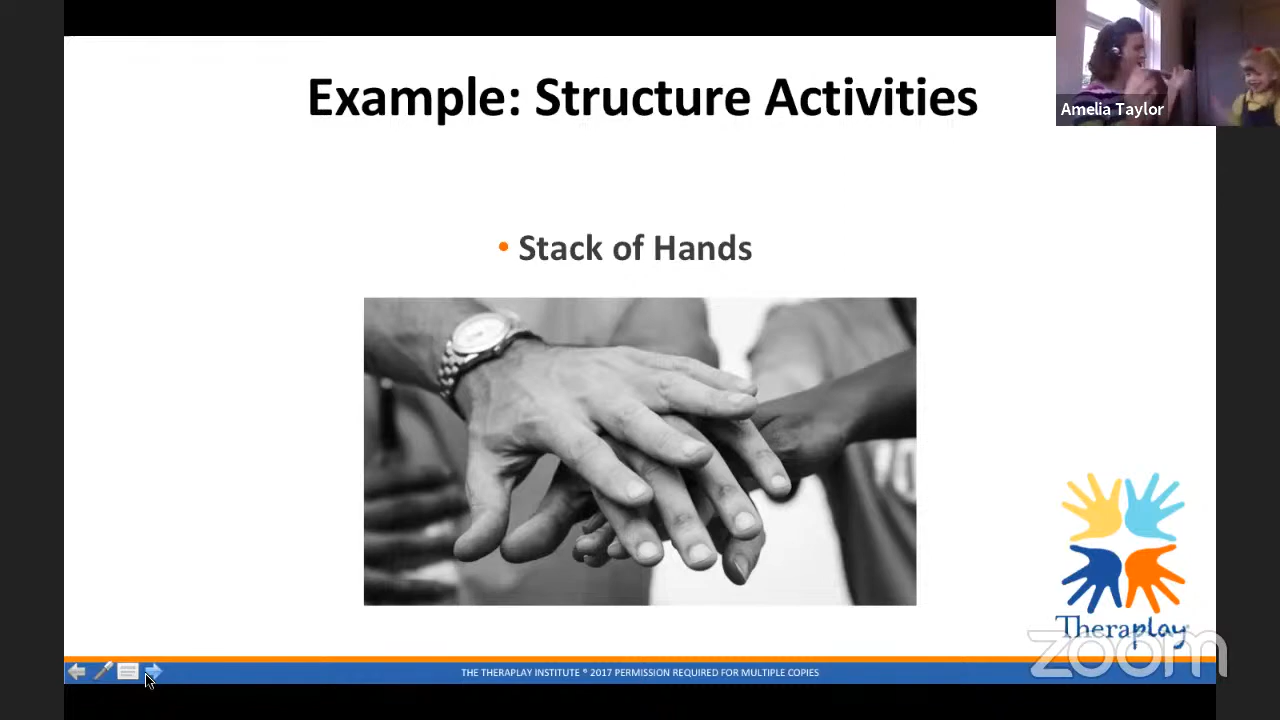 Example: Structure Activities
Amelia Taylor
• Stack of Hands
Theraplay®
zoom
THE THERAPLAY INSTITUTE ® 2017 PERMISSION REQUIRED FOR MULTIPLE COPIES